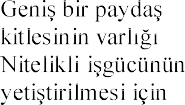 Geniş bir paydaş
kitlesinin varlığı
Nitelikli işgücünün
yetiştirilmesi için